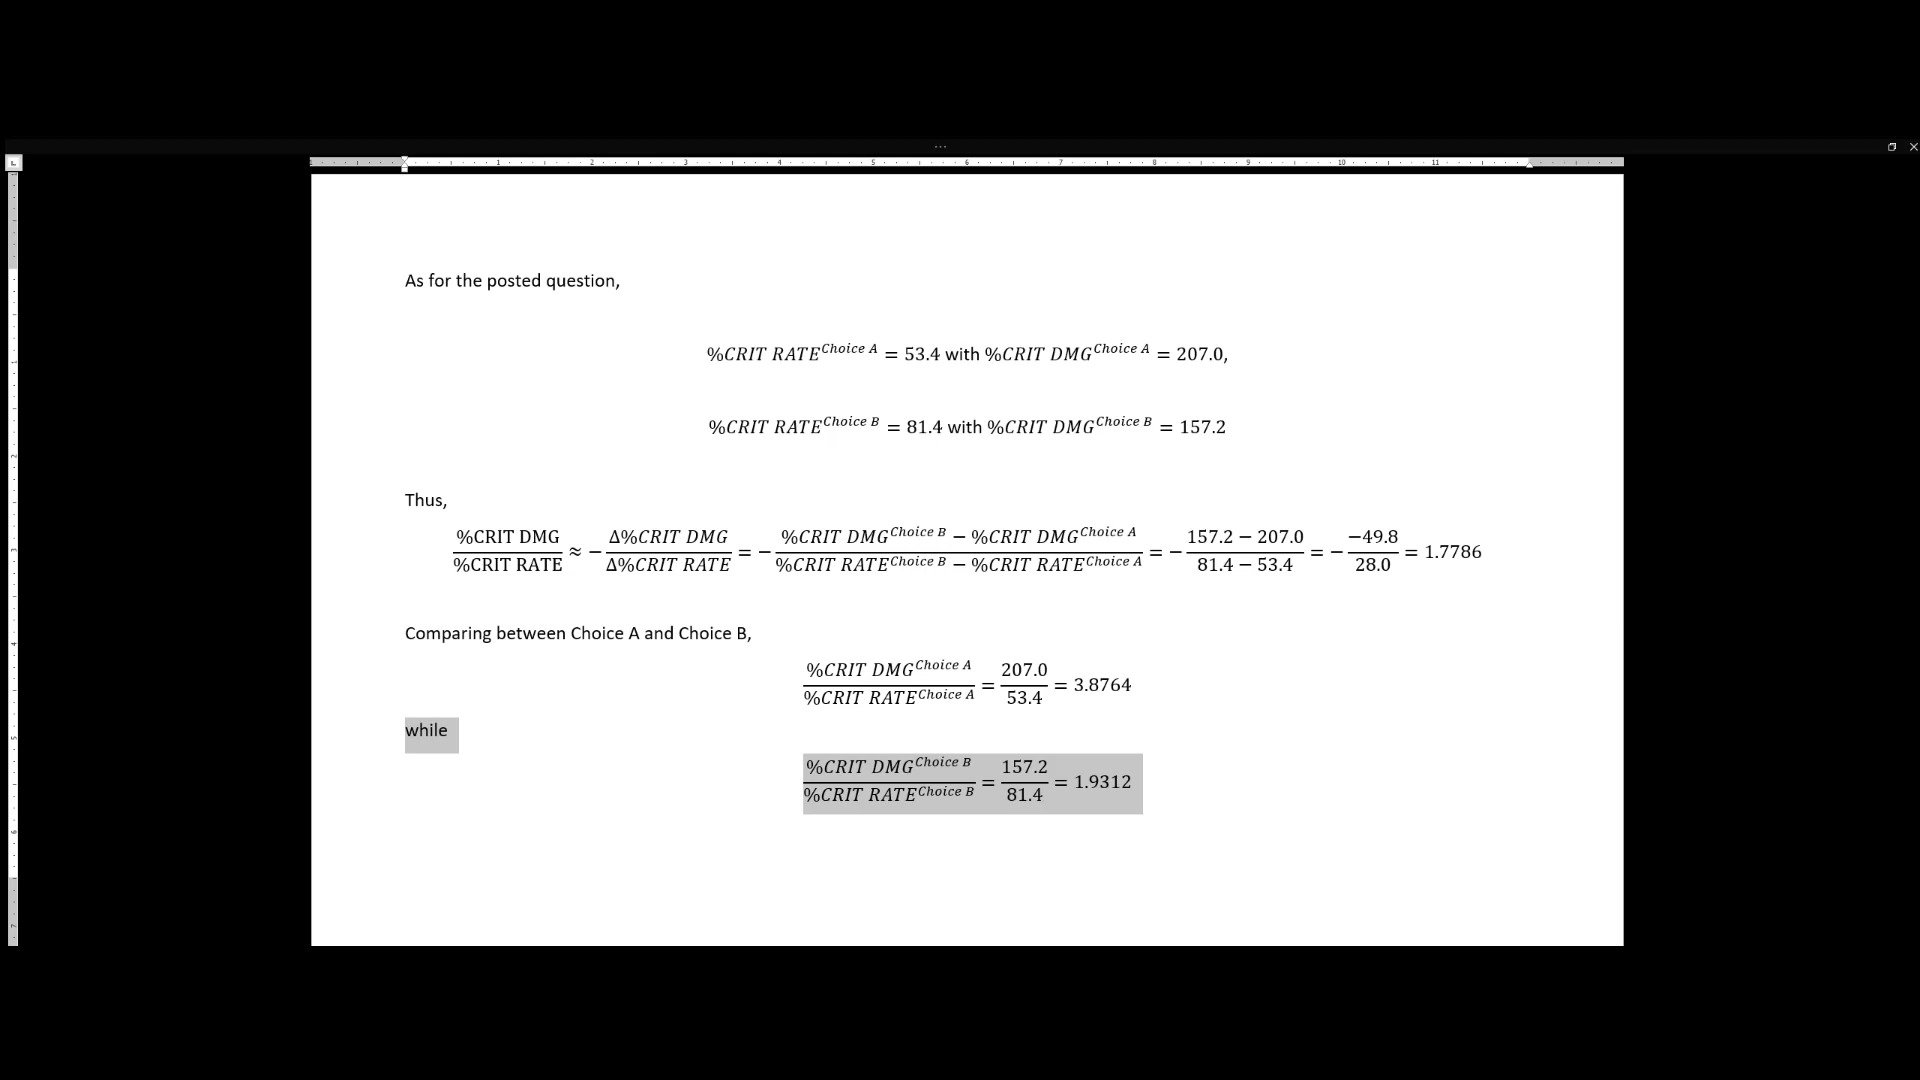 As for the posted question,
%CRIT RATE^Choice A = 53.4 with %CRIT DMG^Choice A = 207.0,
%CRIT RATE^Choice B = 81.4 with %CRIT DMG^Choice B = 157.2
Thus,
%CRIT DMG / %CRIT RATE ≈ − Δ%CRIT DMG / Δ%CRIT RATE = − (%CRIT DMG^Choice B − %CRIT DMG^Choice A) / (%CRIT RATE^Choice B − %CRIT RATE^Choice A) = − (157.2 − 207.0) / (81.4 − 53.4) = − −49.8 / 28.0 = 1.7786
Comparing between Choice A and Choice B,
%CRIT DMG^Choice A / %CRIT RATE^Choice A = 207.0 / 53.4 = 3.8764
while
%CRIT DMG^Choice B / %CRIT RATE^Choice B = 157.2 / 81.4 = 1.9312